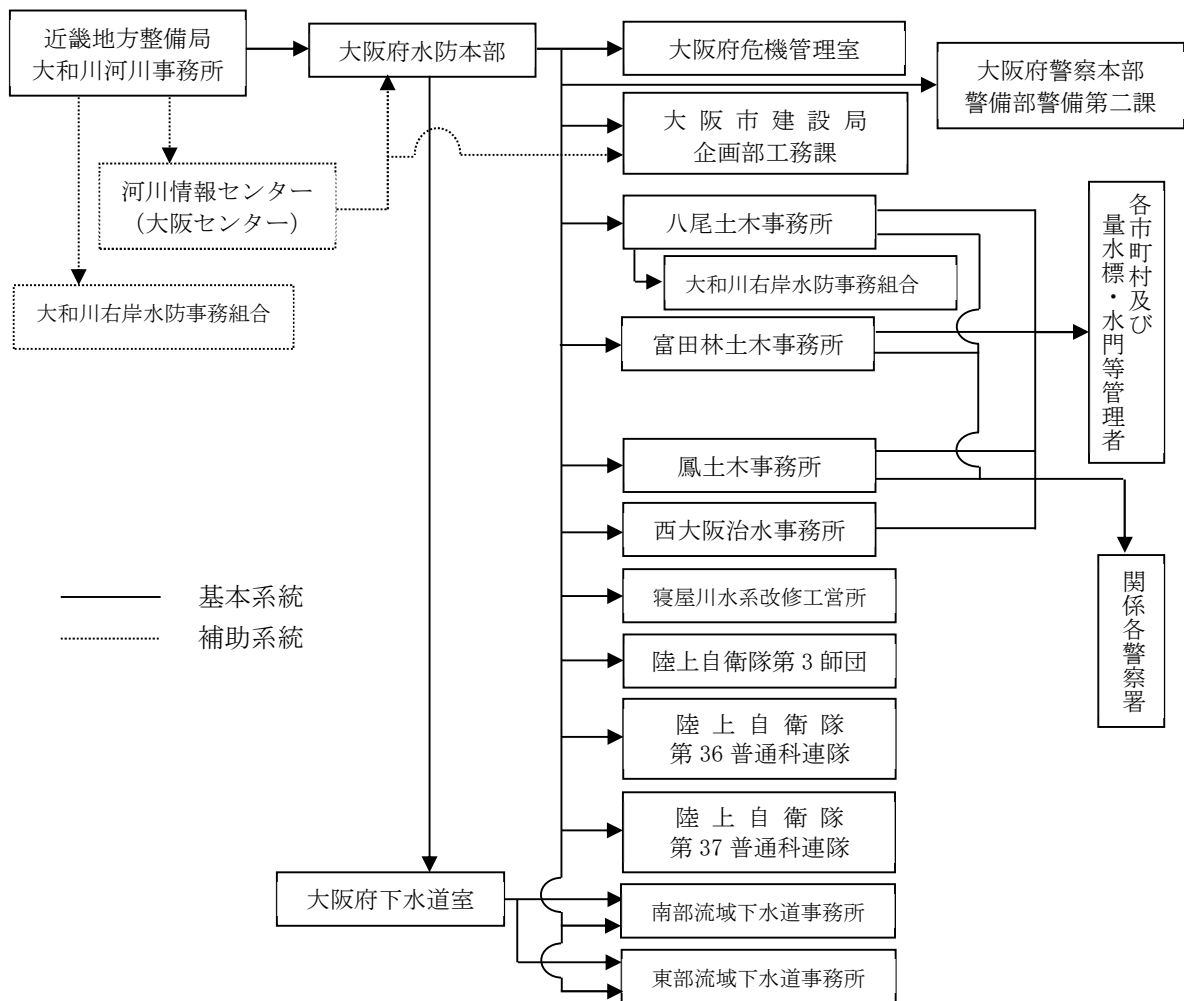 近畿地方整備局
大和川河川事務所
大阪府水防本部
大阪府危機管理室
大阪府警察本部
警備部警備第二課
大阪市建設局
企画部工務課
河川情報センター
（大阪センター）
八尾土木事務所
大和川右岸水防事務組合
大和川右岸水防事務組合
富田林土木事務所
各市町村及び
量水標・水門等管理者
鳳土木事務所
西大阪治水事務所
関係各警察署
基本系統
補助系統
寝屋川水系改修工営所
陸上自衛隊第3師団
陸上自衛隊
第36普通科連隊
陸上自衛隊
第37普通科連隊
大阪府下水道室
南部流域下水道事務所
東部流域下水道事務所